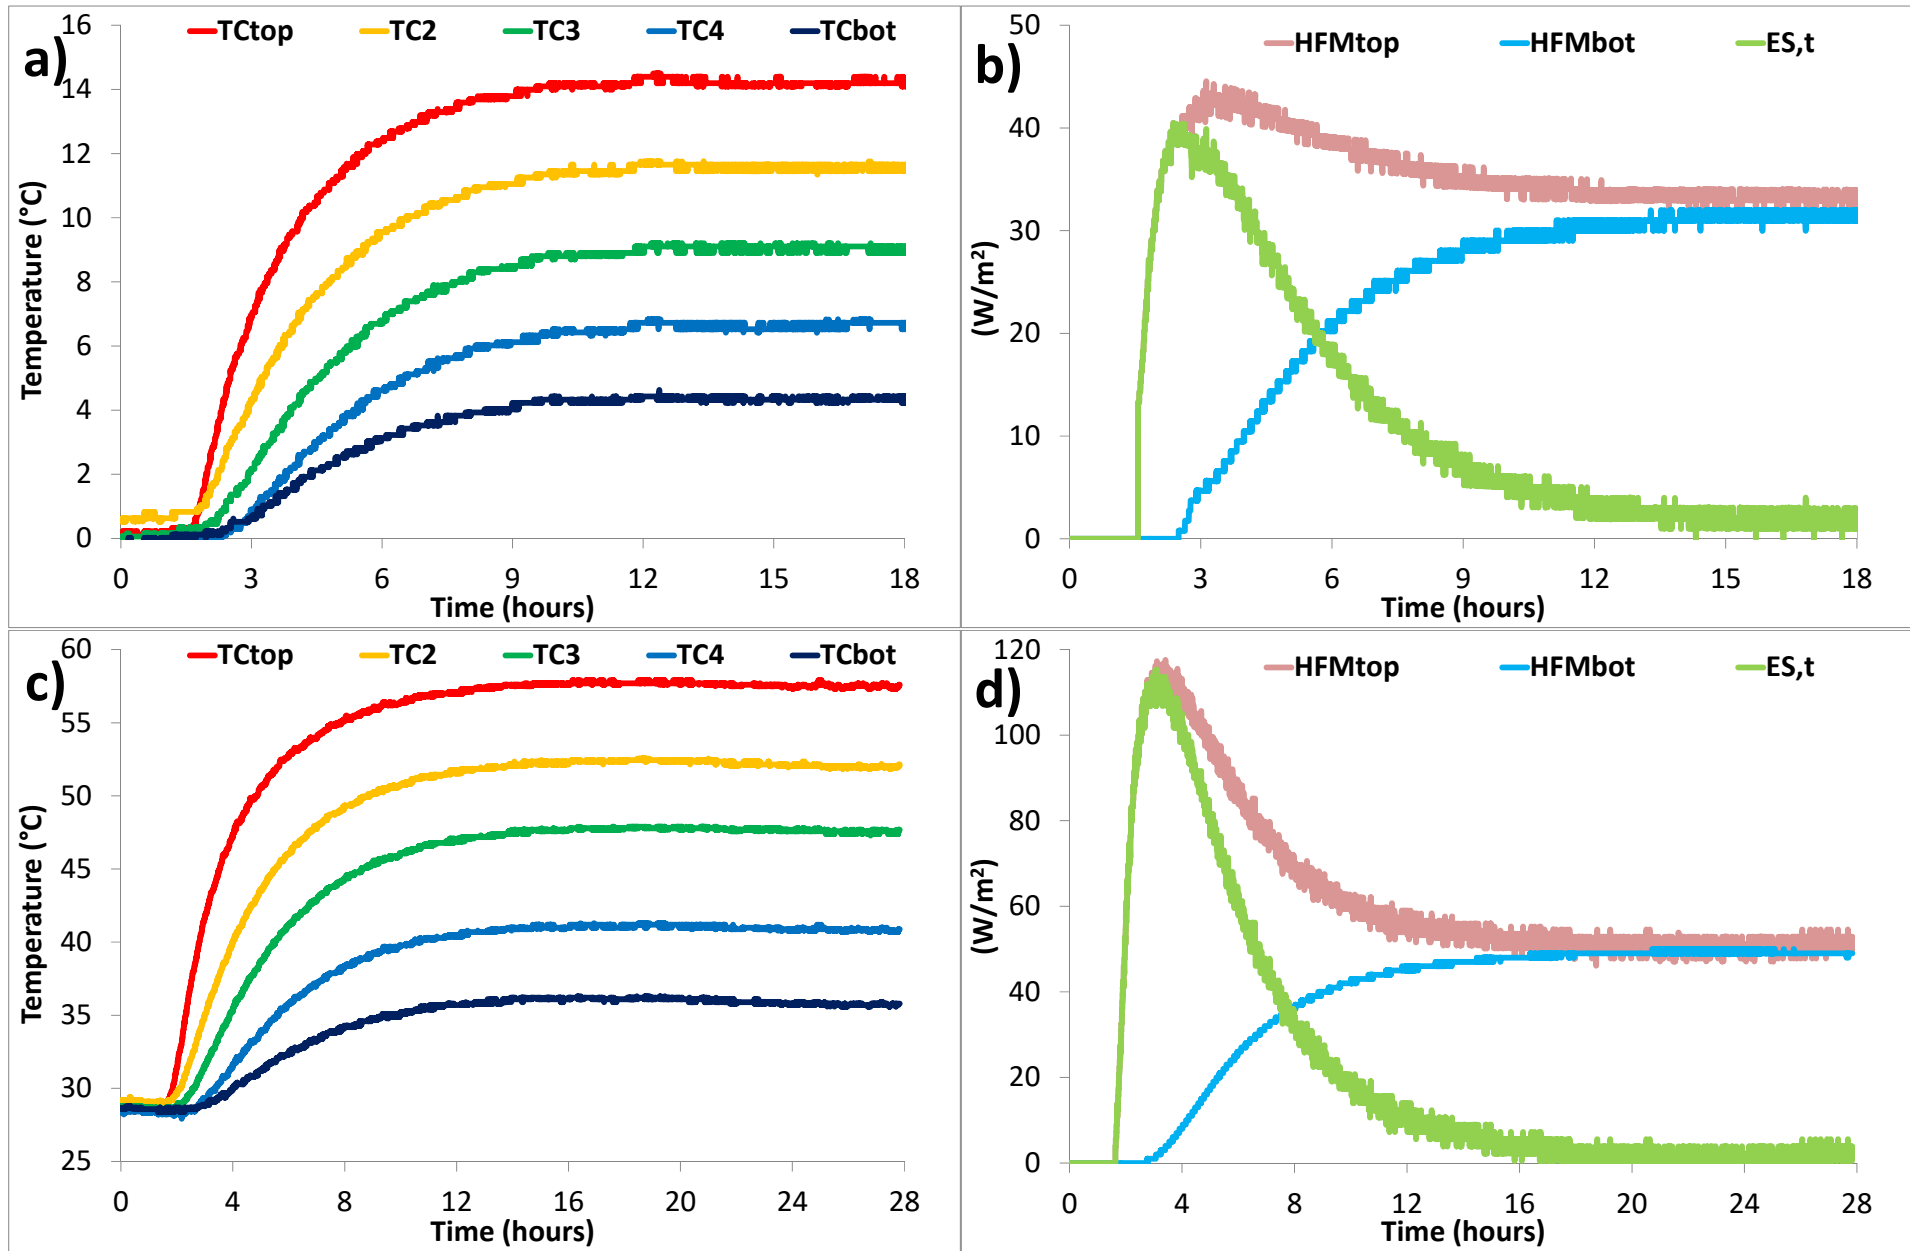 a)
TCtop TC2 TC3 TC4 TCbot
Temperature (°C)
16
14
12
10
8
6
4
2
0
0 3 6 9 12 15 18
Time (hours)
b)
HFMtop HFMbot ES,t
(W/m²)
50
40
30
20
10
0
0 3 6 9 12 15 18
Time (hours)
c)
TCtop TC2 TC3 TC4 TCbot
Temperature (°C)
60
55
50
45
40
35
30
25
0 4 8 12 16 20 24 28
Time (hours)
d)
HFMtop HFMbot ES,t
(W/m²)
120
100
80
60
40
20
0
0 4 8 12 16 20 24 28
Time (hours)